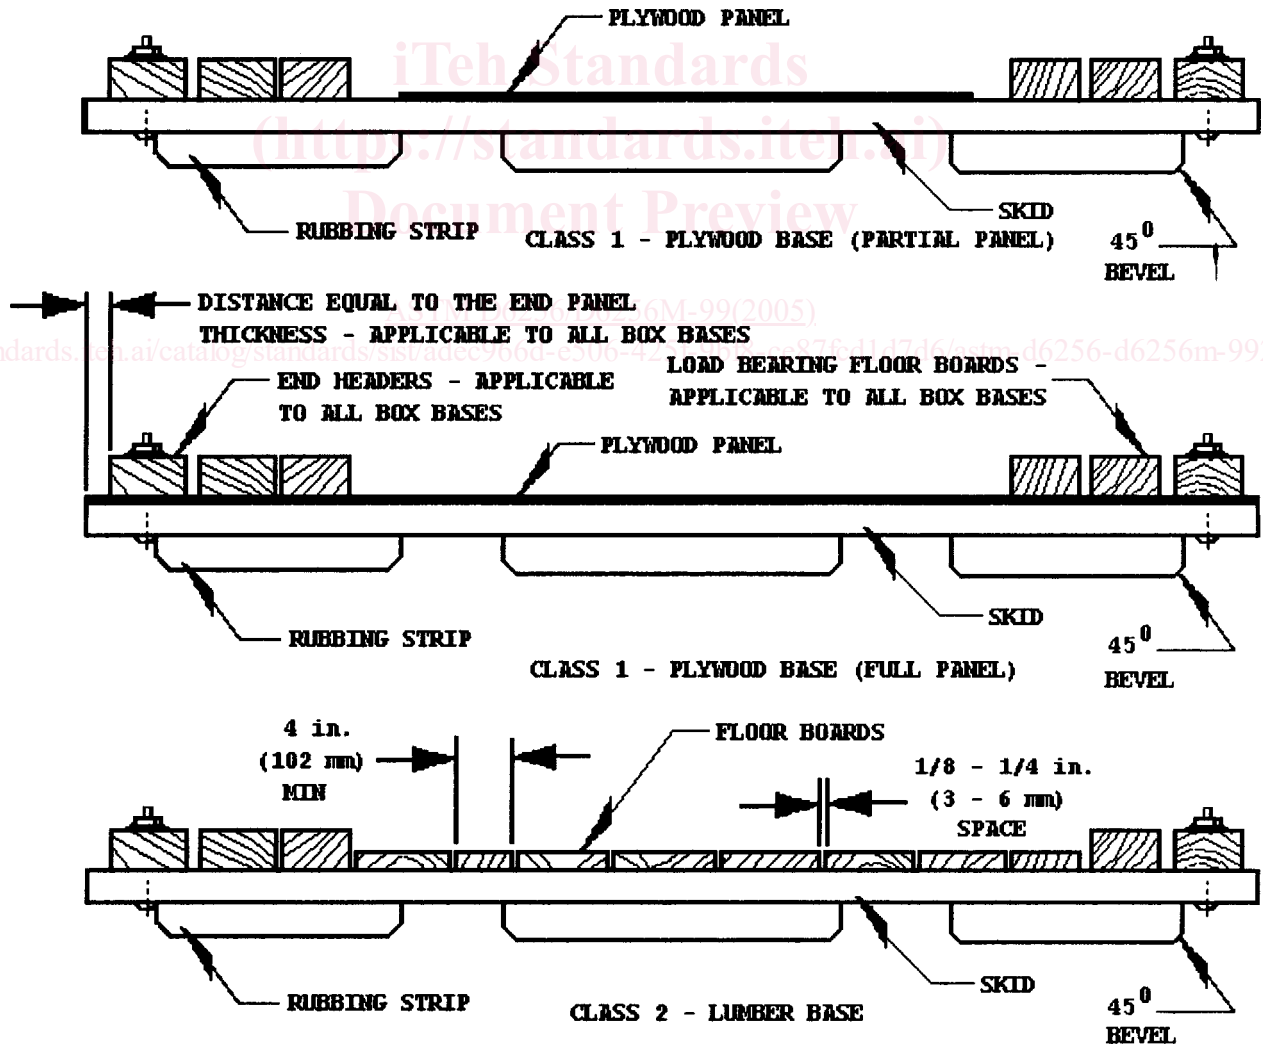 PLYWOOD PANEL
iTeh Standards
(https://standards.iteh.ai)
Document Preview
RUBBING STRIP
SKID
CLASS 1 - PLYWOOD BASE (PARTIAL PANEL)
45⁰
BEVEL
DISTANCE EQUAL TO THE END PANEL
THICKNESS - APPLICABLE TO ALL BOX BASES
END HEADERS - APPLICABLE
TO ALL BOX BASES
LOAD BEARING FLOOR BOARDS -
APPLICABLE TO ALL BOX BASES
PLYWOOD PANEL
RUBBING STRIP
SKID
CLASS 1 - PLYWOOD BASE (FULL PANEL)
45⁰
BEVEL
4 in.
(102 mm)
MIN
FLOOR BOARDS
1/8 - 1/4 in.
(3 - 6 mm)
SPACE
RUBBING STRIP
SKID
CLASS 2 - LUMBER BASE
45⁰
BEVEL